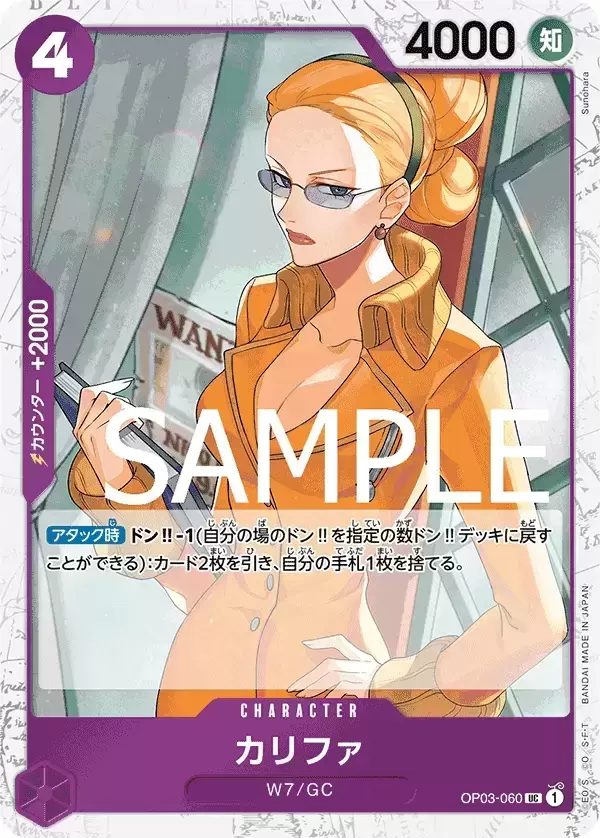 4
4000 知
Sunohara
カウンター +2000
WAN
SAMPLE
アタック時 ドン!!-1(自分の場のドン!!を指定の数ドン!!デッキに戻す
ことができる):カード2枚を引き、自分の手札1枚を捨てる。
BANDAI MADE IN JAPAN
CHARACTER
カリファ
W7/GC
OP03-060 UC 1